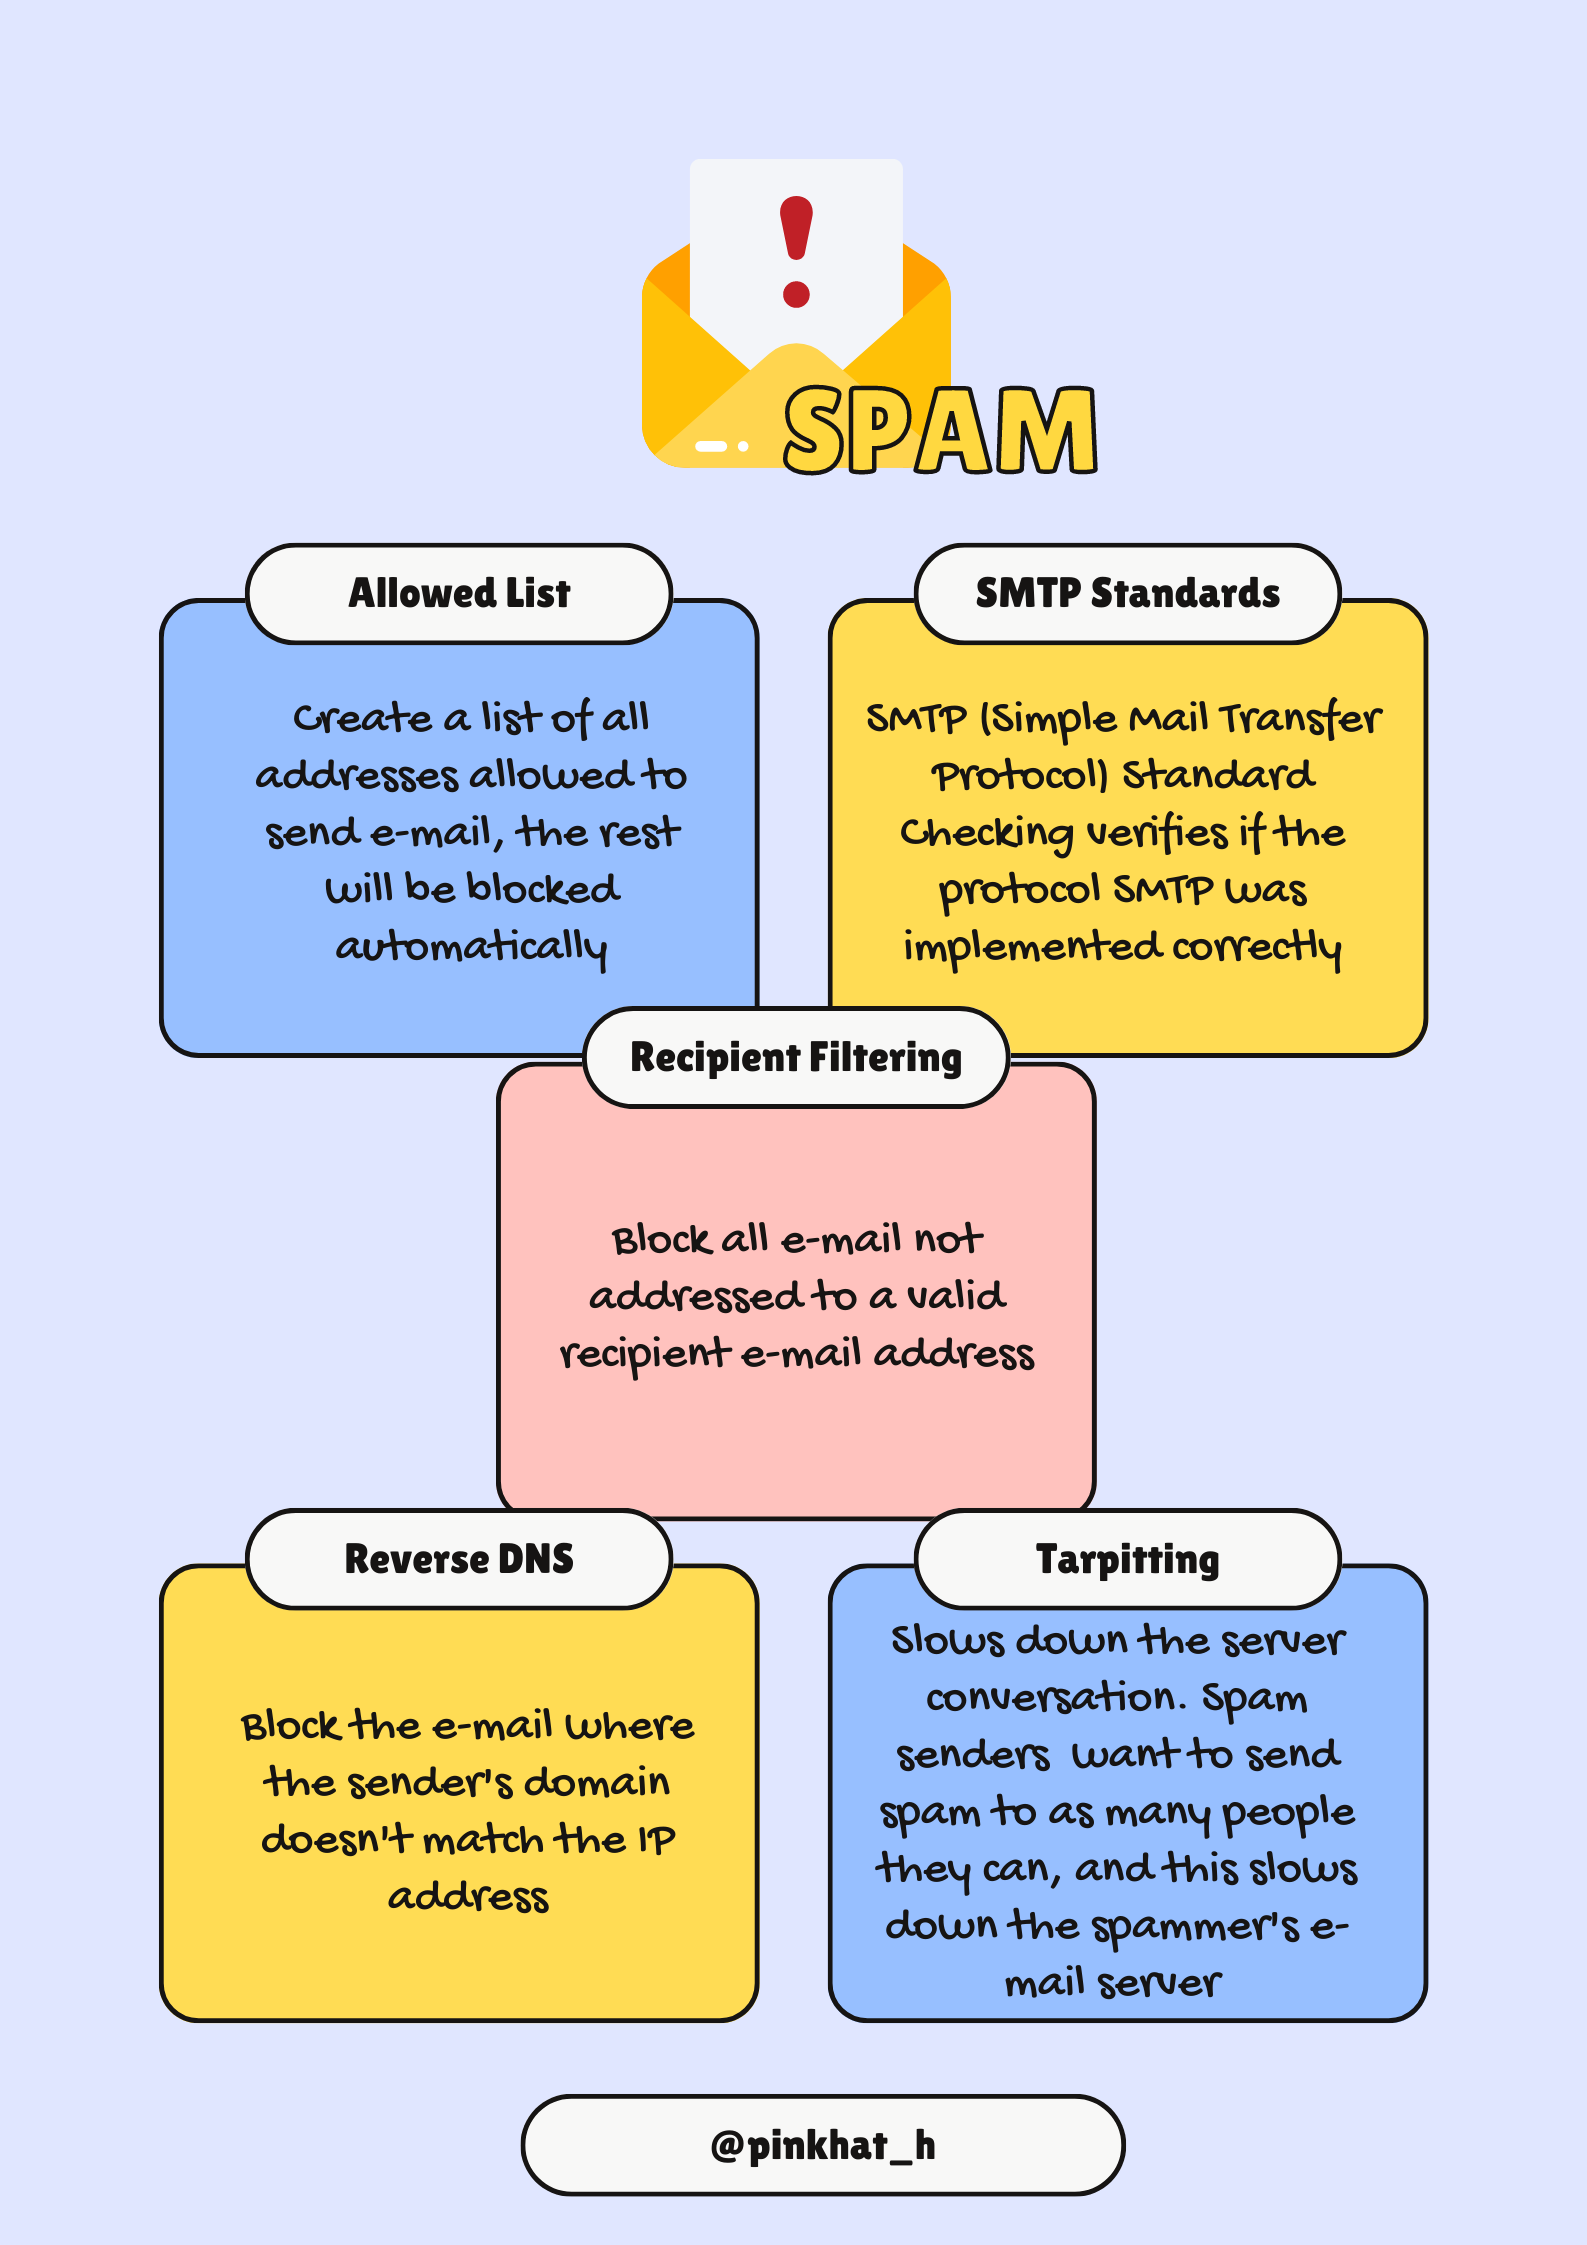 SPAM
Allowed List
Create a list of all
addresses allowed to
send e-mail, the rest
will be blocked
automatically
SMTP Standards
SMTP (Simple Mail Transfer
Protocol) Standard
Checking verifies if the
protocol SMTP was
implemented correctly
Recipient Filtering
Block all e-mail not
addressed to a valid
recipient e-mail address
Reverse DNS
Block the e-mail where
the sender's domain
doesn't match the IP
address
Tarpitting
Slows down the server
conversation. Spam
senders  want to send
spam to as many people
they can, and this slows
down the spammer's e-
mail server
@pinkhat_h